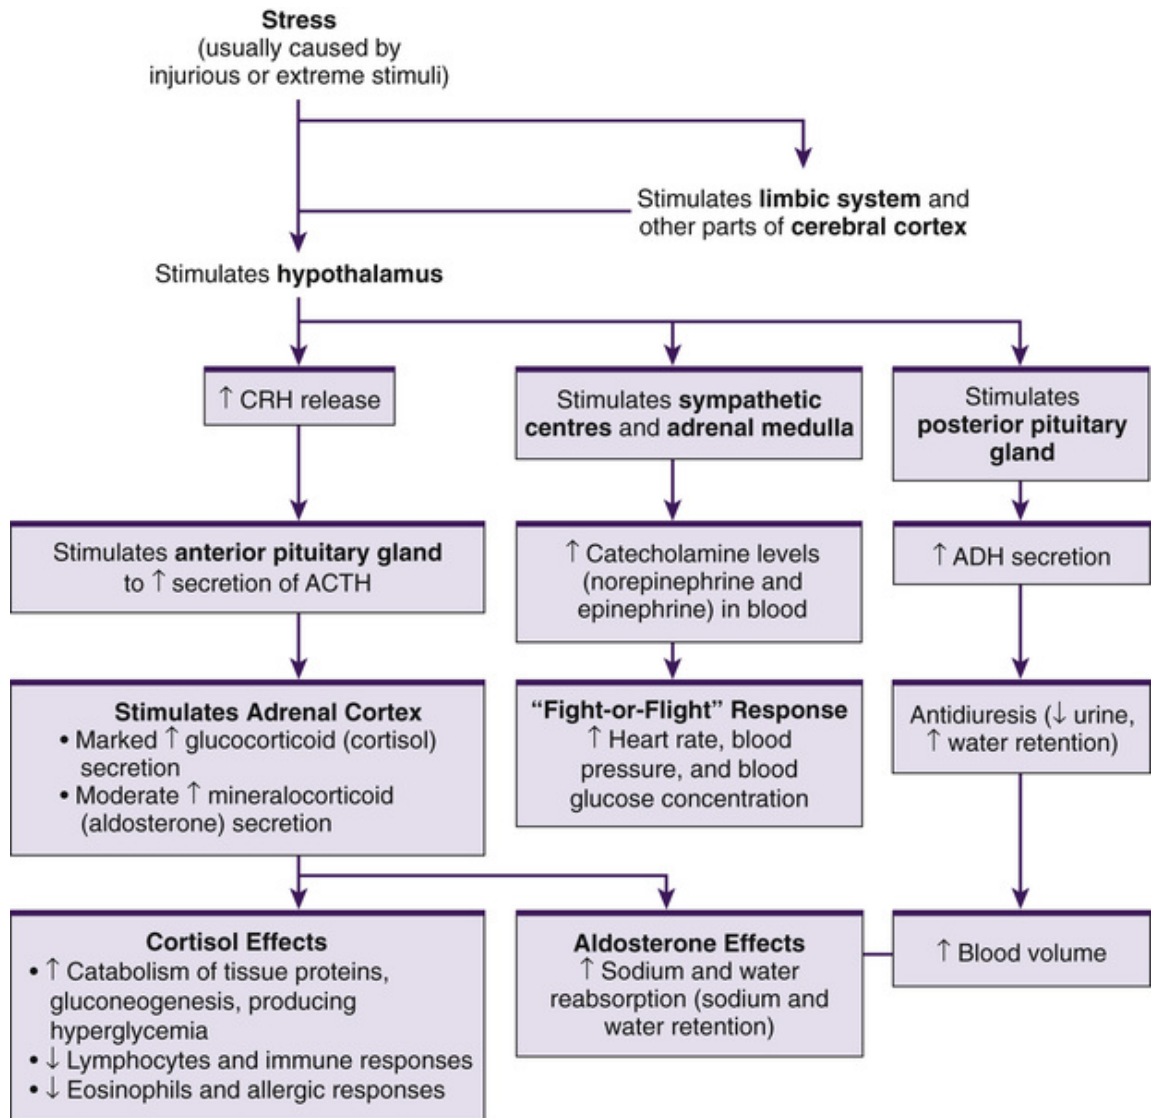 Stress
(usually caused by
injurious or extreme stimuli)
Stimulates limbic system and
other parts of cerebral cortex
Stimulates hypothalamus
↑ CRH release
Stimulates sympathetic
centres and adrenal medulla
Stimulates
posterior pituitary
gland
Stimulates anterior pituitary gland
to ↑ secretion of ACTH
↑ Catecholamine levels
(norepinephrine and
epinephrine) in blood
↑ ADH secretion
Stimulates Adrenal Cortex
• Marked ↑ glucocorticoid (cortisol)
secretion
• Moderate ↑ mineralocorticoid
(aldosterone) secretion
“Fight-or-Flight” Response
↑ Heart rate, blood
pressure, and blood
glucose concentration
Antidiuresis (↓ urine,
↑ water retention)
Cortisol Effects
• ↑ Catabolism of tissue proteins,
gluconeogenesis, producing
hyperglycemia
• ↓ Lymphocytes and immune responses
• ↓ Eosinophils and allergic responses
Aldosterone Effects
↑ Sodium and water
reabsorption (sodium and
water retention)
↑ Blood volume